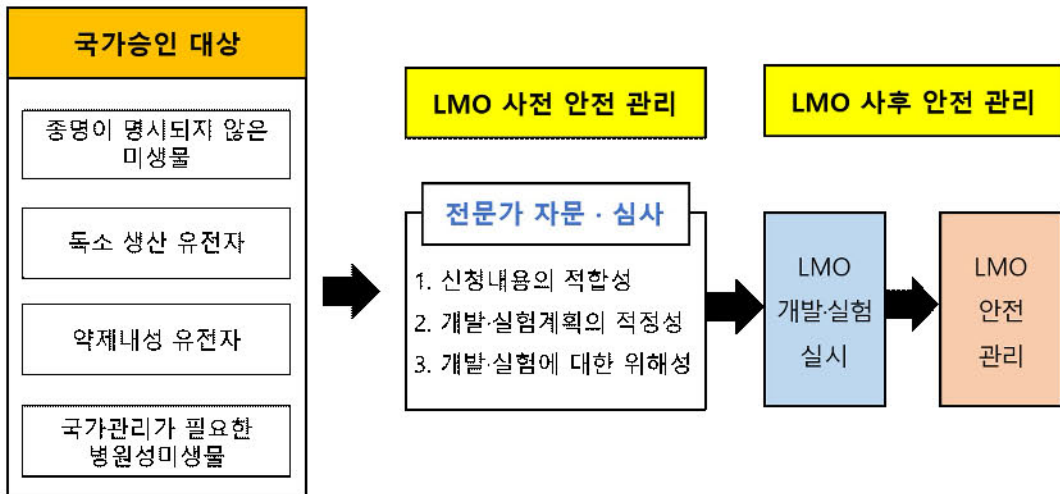 국가승인 대상
종명이 명시되지 않은
미생물
독소 생산 유전자
약제내성 유전자
국가관리가 필요한
병원성미생물
LMO 사전 안전 관리
전문가 자문 · 심사
1. 신청내용의 적합성
2. 개발·실험계획의 적정성
3. 개발·실험에 대한 위해성
LMO 사후 안전 관리
LMO
개발·실험
실시
LMO
안전
관리